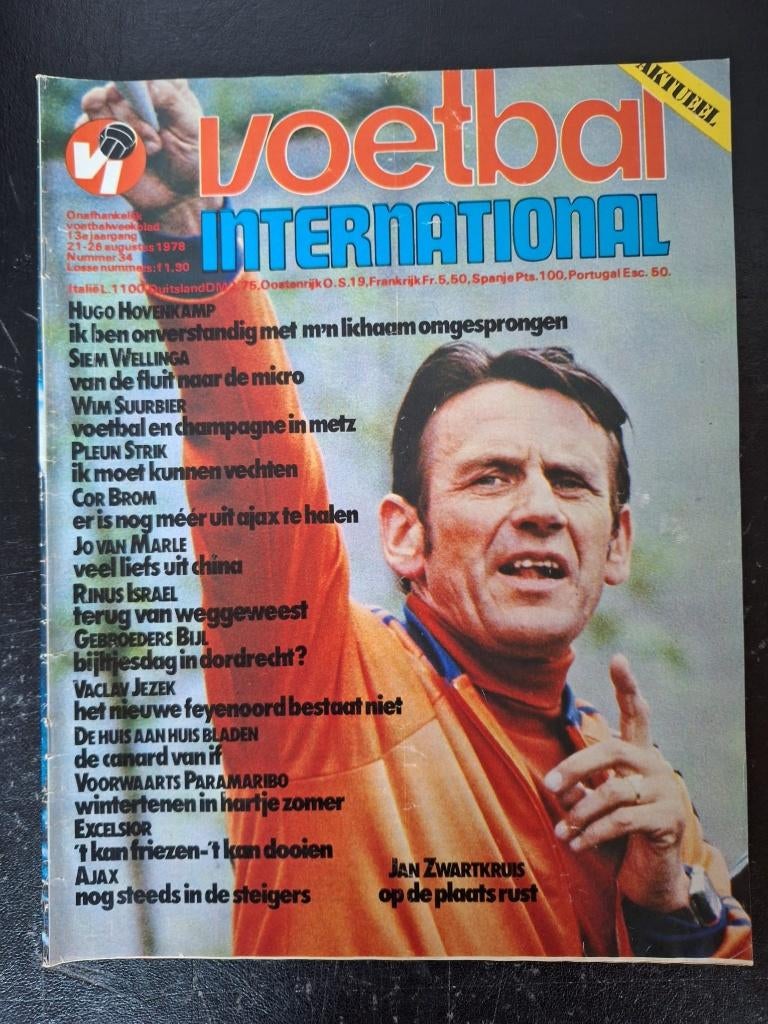 AKTUEEL
voetbal
VI
INTERNATIONAL
Onafhankelijk
voetbalweekblad
13e jaargang
21-26 augustus 1978
Nummer 34
Losse nummers: f 1,90
Italië L. 1100, Duitsland DM 1,75, Oostenrijk O.S. 19, Frankrijk Fr. 5,50, Spanje Pts. 100, Portugal Esc. 50.
HUGO HOVENKAMP
ik ben onverstandig met m'n lichaam omgesprongen
SIEM WELLINGA
van de fluit naar de micro
WIM SUURBIER
voetbal en champagne in metz
PLEUN STRIK
ik moet kunnen vechten
COR BROM
er is nog méér uit ajax te halen
JO VAN MARLE
veel liefs uit china
RINUS ISRAEL
terug van weggeweest
GEBROEDERS BIJL
bijltjesdag in dordrecht?
VACLAV JEZEK
het nieuwe feyenoord bestaat niet
DE HUIS AAN HUIS BLADEN
de canard van if
VOORWAARTS PARAMARIBO
wintertenen in hartje zomer
EXCELSIOR
't kan friezen-'t kan dooien
AJAX
nog steeds in de steigers
JAN ZWARTKRUIS
op de plaats rust